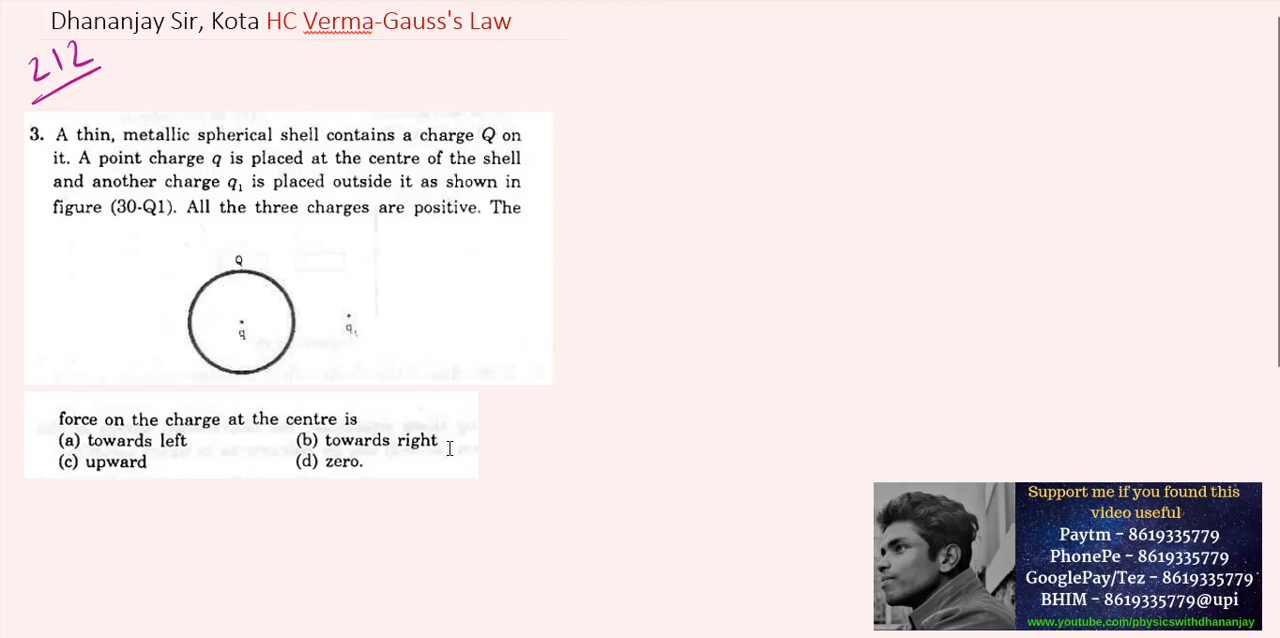 Dhananjay Sir, Kota HC Verma-Gauss's Law
212
3. A thin, metallic spherical shell contains a charge Q on
it. A point charge q is placed at the centre of the shell
and another charge q₁ is placed outside it as shown in
figure (30-Q1). All the three charges are positive. The
Q
q
q₁
force on the charge at the centre is
(a) towards left (b) towards right
(c) upward (d) zero.
Support me if you found this
video useful
Paytm - 8619335779
PhonePe - 8619335779
GooglePay/Tez - 8619335779
BHIM - 8619335779@upi
www.youtube.com/physicswithdhananjay